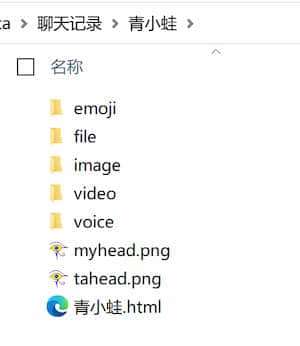 ta > 聊天记录 > 青小蛙 >
名称
emoji
file
image
video
voice
myhead.png
tahead.png
青小蛙.html